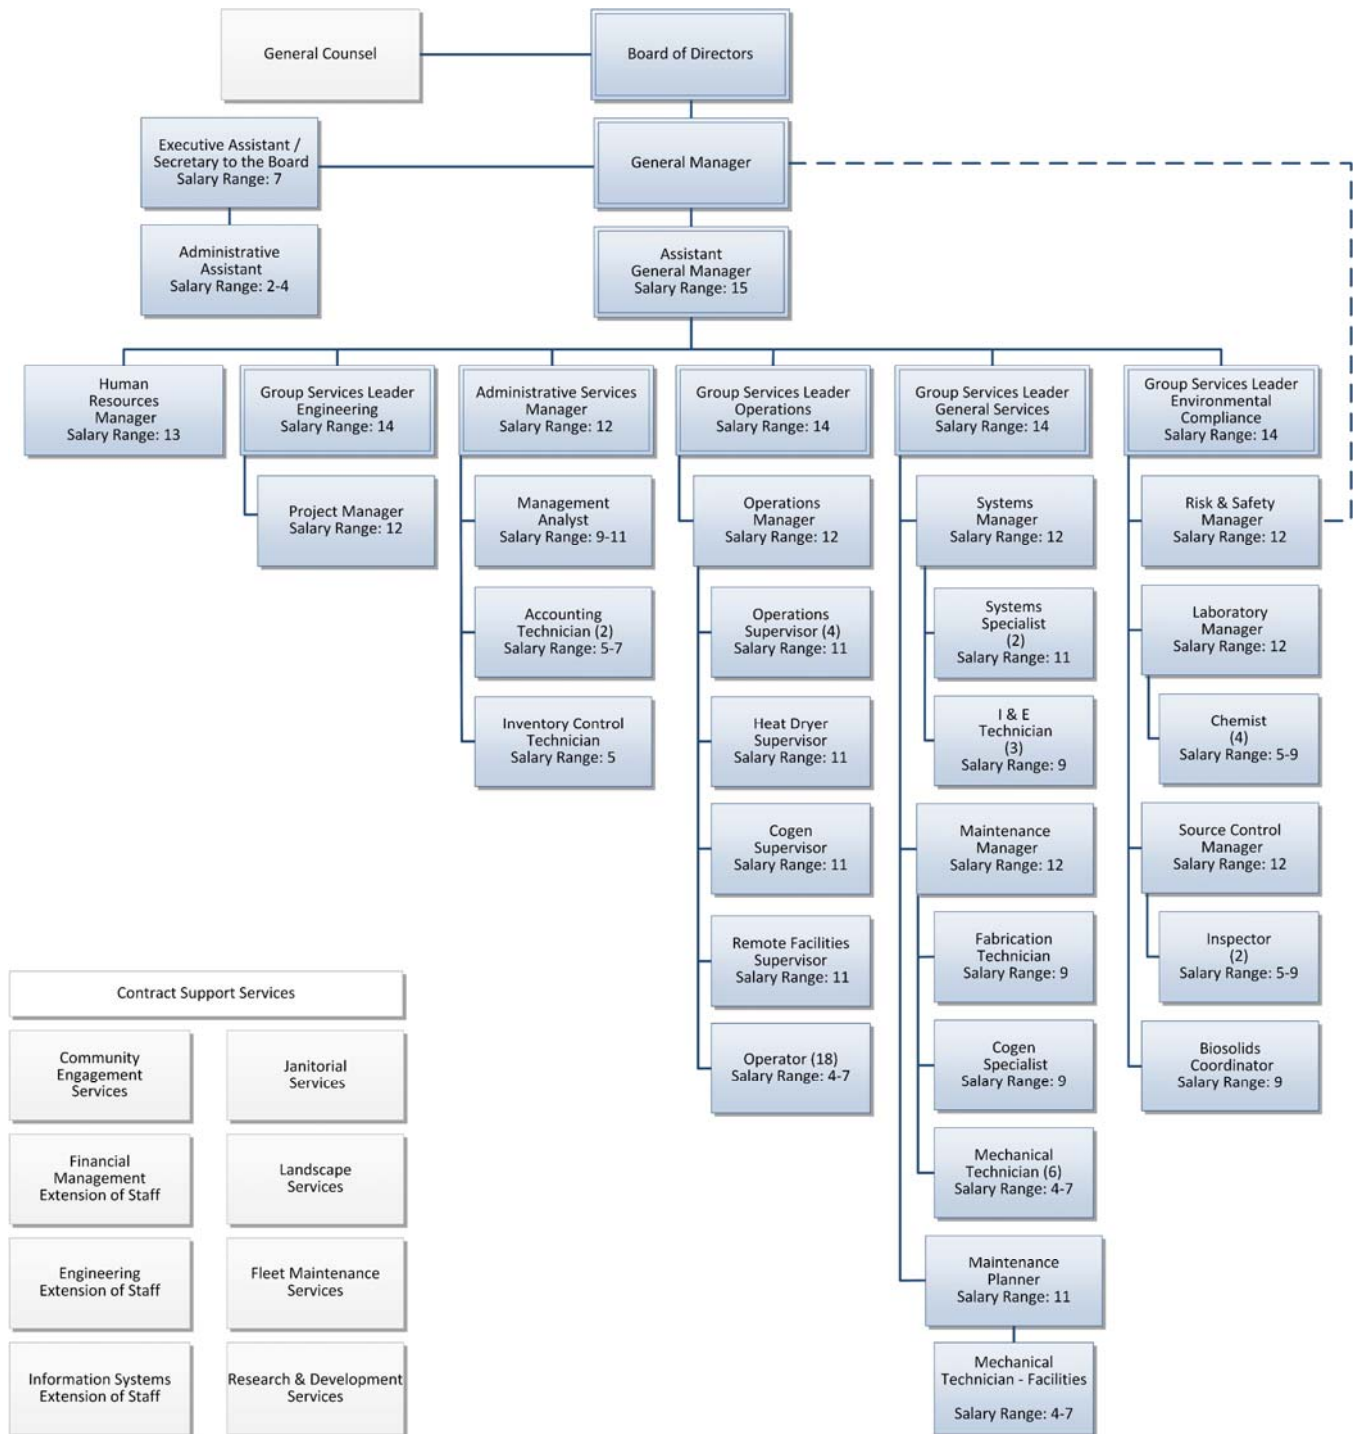 General Counsel
Board of Directors
Executive Assistant /
Secretary to the Board
Salary Range: 7
General Manager
Administrative
Assistant
Salary Range: 2-4
Assistant
General Manager
Salary Range: 15
Human
Resources
Manager
Salary Range: 13
Group Services Leader
Engineering
Salary Range: 14
Administrative Services
Manager
Salary Range: 12
Group Services Leader
Operations
Salary Range: 14
Group Services Leader
General Services
Salary Range: 14
Group Services Leader
Environmental
Compliance
Salary Range: 14
Project Manager
Salary Range: 12
Management
Analyst
Salary Range: 9-11
Accounting
Technician (2)
Salary Range: 5-7
Inventory Control
Technician
Salary Range: 5
Operations
Manager
Salary Range: 12
Operations
Supervisor (4)
Salary Range: 11
Heat Dryer
Supervisor
Salary Range: 11
Cogen
Supervisor
Salary Range: 11
Remote Facilities
Supervisor
Salary Range: 11
Operator (18)
Salary Range: 4-7
Systems
Manager
Salary Range: 12
Systems
Specialist
(2)
Salary Range: 11
I & E
Technician
(3)
Salary Range: 9
Maintenance
Manager
Salary Range: 12
Fabrication
Technician
Salary Range: 9
Cogen
Specialist
Salary Range: 9
Mechanical
Technician (6)
Salary Range: 4-7
Maintenance
Planner
Salary Range: 11
Mechanical
Technician - Facilities
Salary Range: 4-7
Risk & Safety
Manager
Salary Range: 12
Laboratory
Manager
Salary Range: 12
Chemist
(4)
Salary Range: 5-9
Source Control
Manager
Salary Range: 12
Inspector
(2)
Salary Range: 5-9
Biosolids
Coordinator
Salary Range: 9
Contract Support Services
Community
Engagement
Services
Janitorial
Services
Financial
Management
Extension of Staff
Landscape
Services
Engineering
Extension of Staff
Fleet Maintenance
Services
Information Systems
Extension of Staff
Research & Development
Services